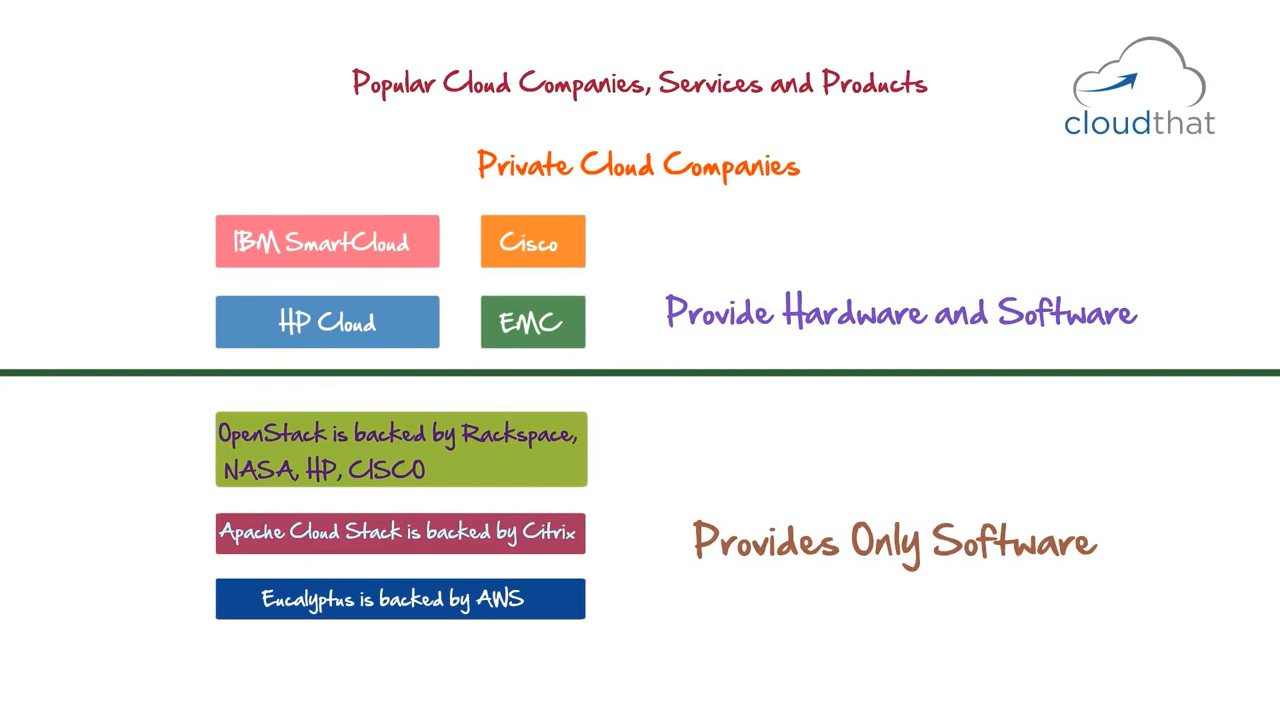 Popular Cloud Companies, Services and Products
cloudthat
Private Cloud Companies
IBM SmartCloud
Cisco
HP Cloud
EMC
Provide Hardware and Software
OpenStack is backed by Rackspace,
NASA, HP, CISCO
Apache Cloud Stack is backed by Citrix
Provides Only Software
Eucalyptus is backed by AWS